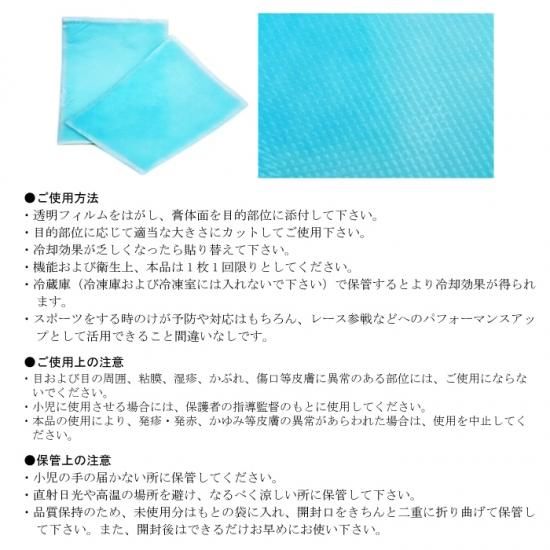 ●ご使用方法
・透明フィルムをはがし、膏体面を目的部位に添付して下さい。
・目的部位に応じて適当な大きさにカットしてご使用下さい。
・冷却効果が乏しくなったら貼り替えて下さい。
・機能および衛生上、本品は1枚1回限りとしてください。
・冷蔵庫（冷凍庫および冷凍室には入れないで下さい）で保管するとより冷却効果が得られ
ます。
・スポーツをする時のけが予防や対応はもちろん、レース参戦などへのパフォーマンスアッ
プとして活用できること間違いなしです。
●ご使用上の注意
・目および目の周囲、粘膜、湿疹、かぶれ、傷口等皮膚に異常のある部位には、ご使用にならな
いでください。
・小児に使用させる場合には、保護者の指導監督のもとに使用してください。
・本品の使用により、発疹・発赤、かゆみ等皮膚の異常があらわれた場合は、使用を中止してく
ださい。
●保管上の注意
・小児の手の届かない所に保管してください。
・直射日光や高温の場所を避け、なるべく涼しい所に保管して下さい。
・品質保持のため、未使用分はもとの袋に入れ、開封口をきちんと二重に折り曲げて保管し
て下さい。また、開封後はできるだけお早めにお使い下さい。